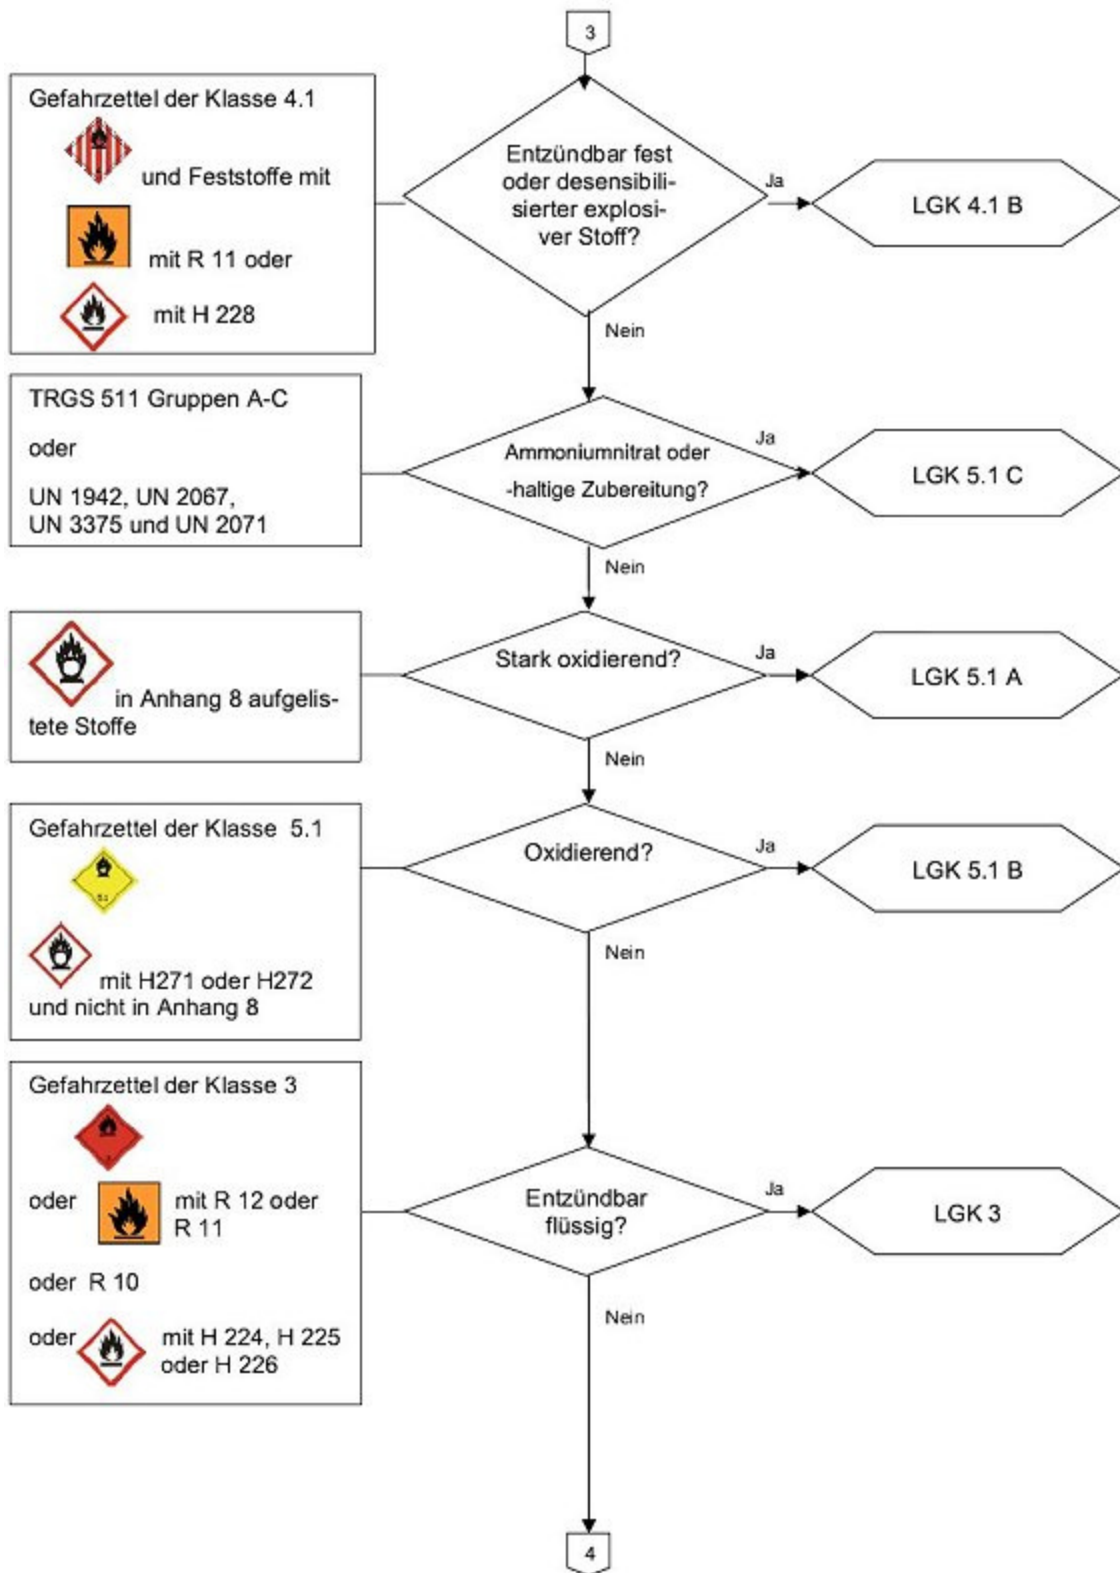 3
Gefahrzettel der Klasse 4.1
und Feststoffe mit
mit R 11 oder
mit H 228
Entzündbar fest
oder desensibili-
sierter explosi-
ver Stoff?
Ja
LGK 4.1 B
Nein
TRGS 511 Gruppen A-C
oder
UN 1942, UN 2067,
UN 3375 und UN 2071
Ammoniumnitrat oder
-haltige Zubereitung?
Ja
LGK 5.1 C
Nein
in Anhang 8 aufgelis-
tete Stoffe
Stark oxidierend?
Ja
LGK 5.1 A
Nein
Gefahrzettel der Klasse 5.1
5.1
mit H271 oder H272
und nicht in Anhang 8
Oxidierend?
Ja
LGK 5.1 B
Nein
Gefahrzettel der Klasse 3
oder
mit R 12 oder
R 11
oder R 10
oder
mit H 224, H 225
oder H 226
Entzündbar
flüssig?
Ja
LGK 3
Nein
4